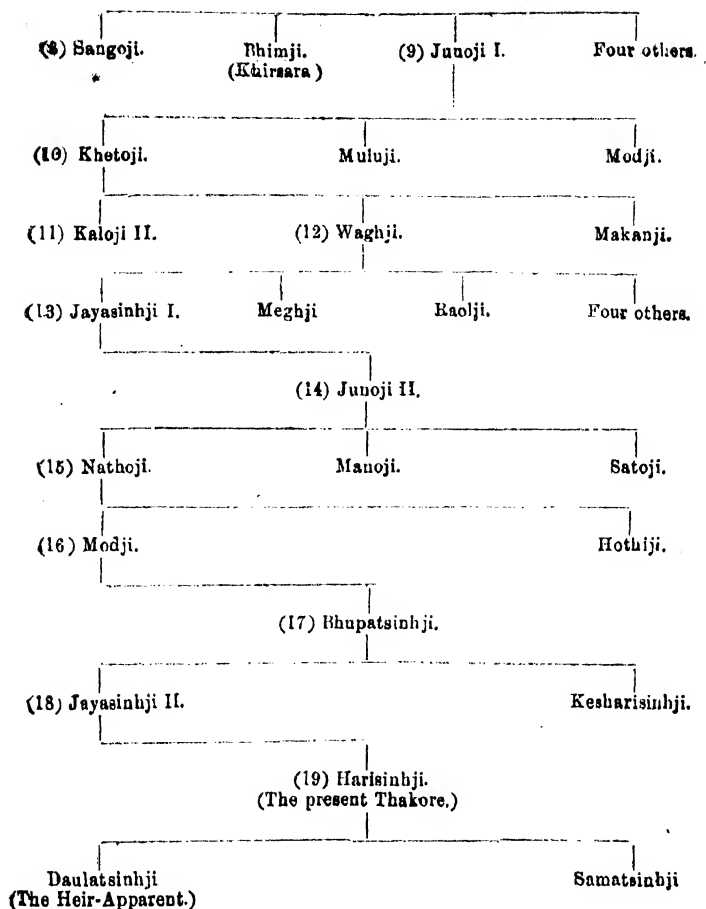 (8) Sangoji. Bhimji. (9) Junoji I. Four others.
(Khirsara)
(10) Khetoji. Muluji. Modji.
(11) Kaloji II. (12) Waghji. Makanji.
(13) Jayasinhji I. Meghji Raolji. Four others.
(14) Junoji II.
(15) Nathoji. Manoji. Satoji.
(16) Modji. Hothiji.
(17) Bhupatsinhji.
(18) Jayasinhji II. Kesharisinhji.
(19) Harisinhji.
(The present Thakore.)
Daulatsinhji Samatsinhji
(The Heir-Apparent.)